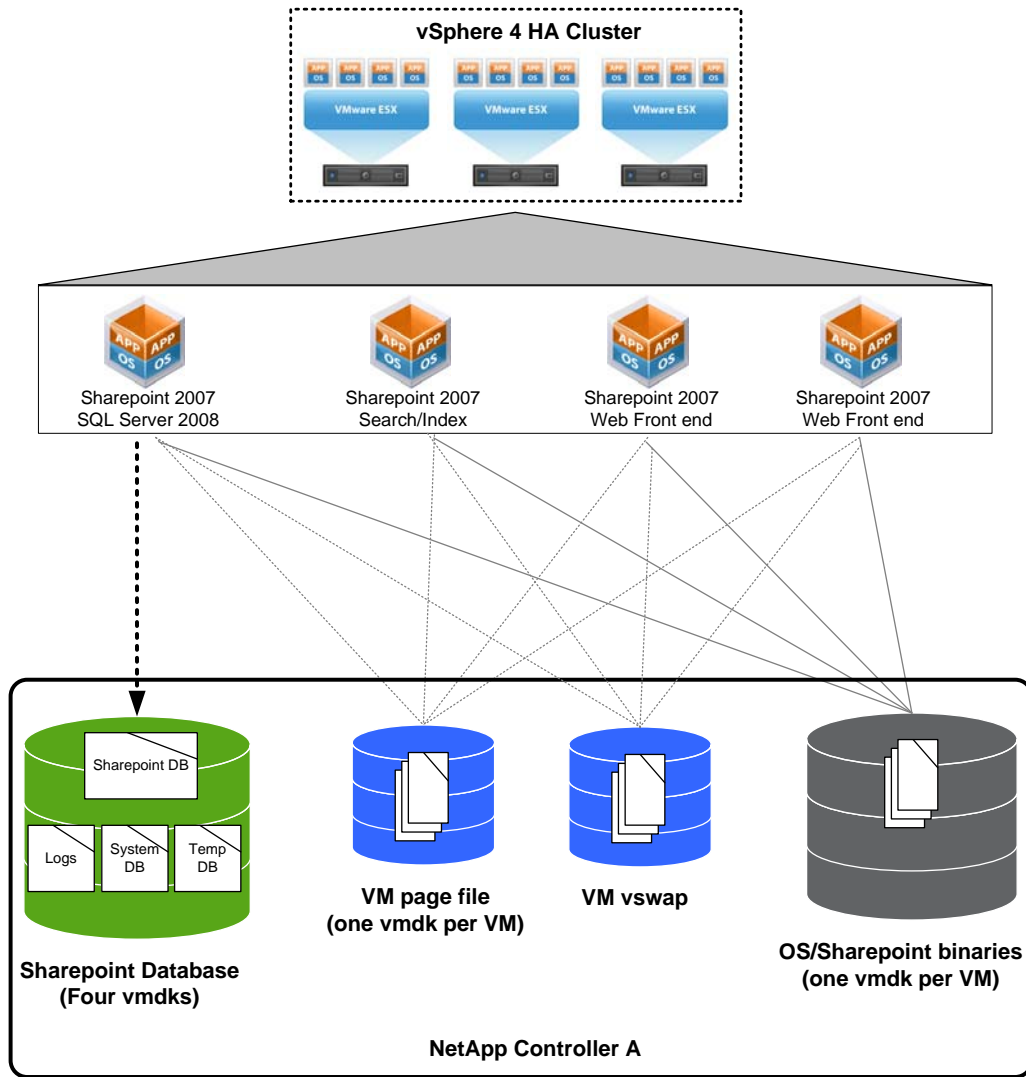 vSphere 4 HA Cluster
APP APP APP APP APP APP APP APP APP APP APP APP
OS OS OS OS OS OS OS OS OS OS OS OS
VMware ESX VMware ESX VMware ESX
APP APP APP APP APP APP APP APP
OS OS OS OS OS OS OS OS
Sharepoint 2007
SQL Server 2008
Sharepoint 2007
Search/Index
Sharepoint 2007
Web Front end
Sharepoint 2007
Web Front end
Sharepoint DB
Logs
System
DB
Temp
DB
Sharepoint Database
(Four vmdks)
VM page file
(one vmdk per VM)
VM vswap
OS/Sharepoint binaries
(one vmdk per VM)
NetApp Controller A